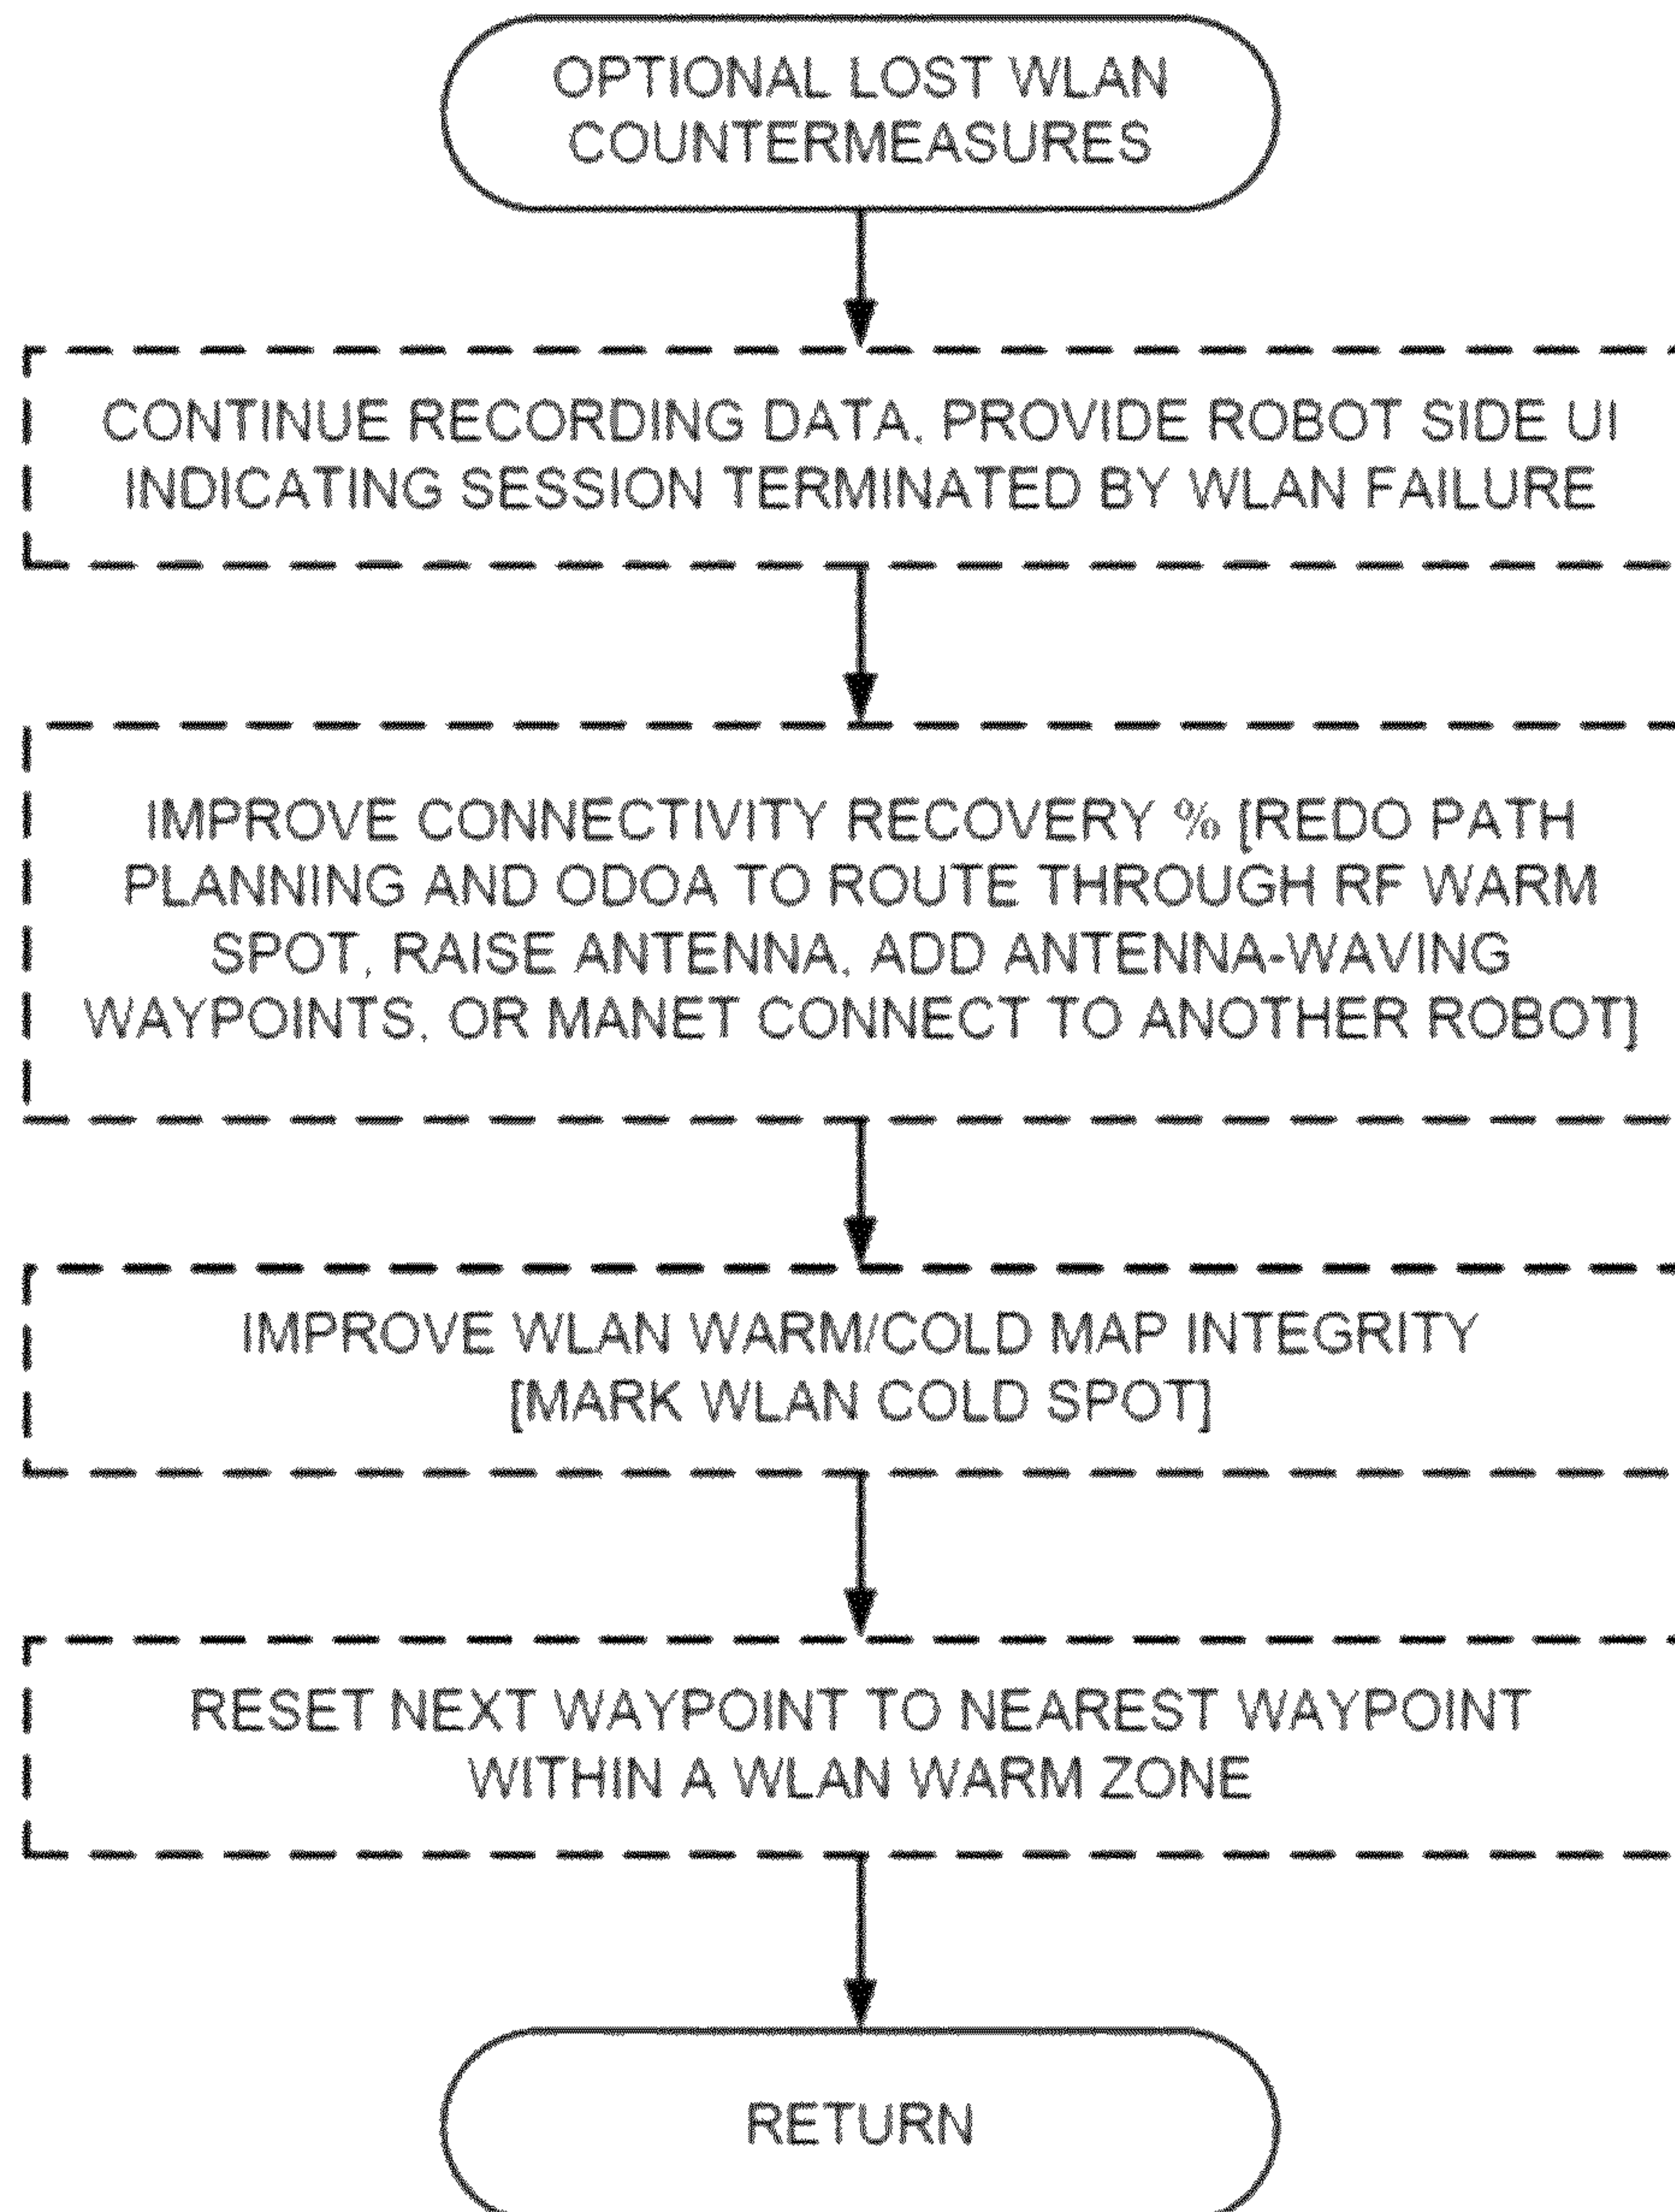 OPTIONAL LOST WLAN
COUNTERMEASURES
CONTINUE RECORDING DATA, PROVIDE ROBOT SIDE UI
INDICATING SESSION TERMINATED BY WLAN FAILURE
IMPROVE CONNECTIVITY RECOVERY % [REDO PATH
PLANNING AND ODOA TO ROUTE THROUGH RF WARM
SPOT, RAISE ANTENNA, ADD ANTENNA-WAVING
WAYPOINTS, OR MANET CONNECT TO ANOTHER ROBOT]
IMPROVE WLAN WARM/COLD MAP INTEGRITY
[MARK WLAN COLD SPOT]
RESET NEXT WAYPOINT TO NEAREST WAYPOINT
WITHIN A WLAN WARM ZONE
RETURN